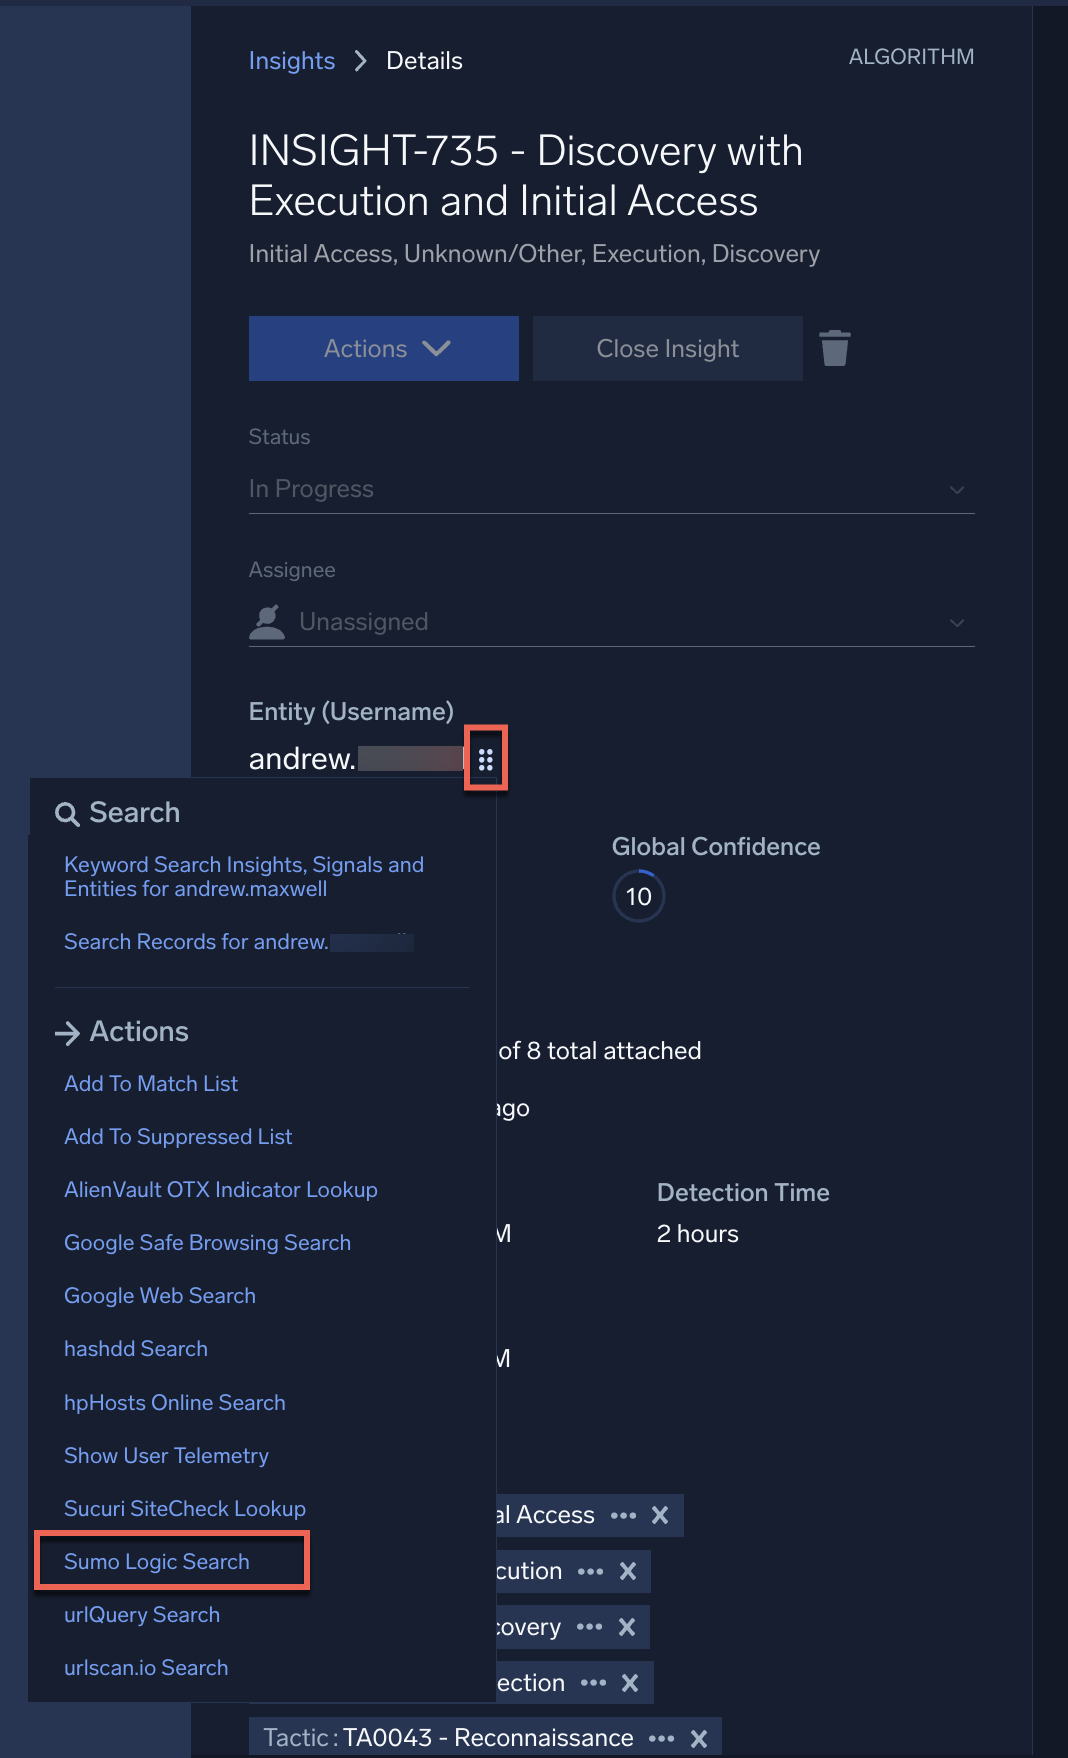 Insights > Details
ALGORITHM
INSIGHT-735 - Discovery with
Execution and Initial Access
Initial Access, Unknown/Other, Execution, Discovery
Actions
Close Insight
Status
In Progress
Assignee
Unassigned
Entity (Username)
andrew.
Search
Keyword Search Insights, Signals and
Entities for andrew.maxwell
Search Records for andrew.
Global Confidence
10
Actions
of 8 total attached
Add To Match List
ago
Add To Suppressed List
AlienVault OTX Indicator Lookup
Detection Time
M
2 hours
Google Safe Browsing Search
Google Web Search
hashdd Search
M
hpHosts Online Search
Show User Telemetry
Sucuri SiteCheck Lookup
al Access ••• X
Sumo Logic Search
cution ••• X
urlQuery Search
covery ••• X
urlscan.io Search
ection ••• X
Tactic : TA0043 - Reconnaissance ••• X